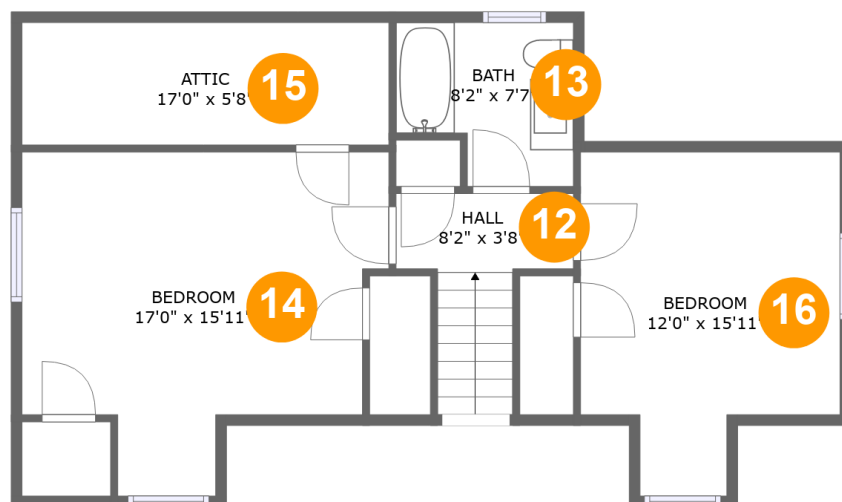 ATTIC
17'0" x 5'8"
15
BATH
8'2" x 7'7
13
HALL
8'2" x 3'8"
12
BEDROOM
17'0" x 15'11"
14
BEDROOM
12'0" x 15'11"
16